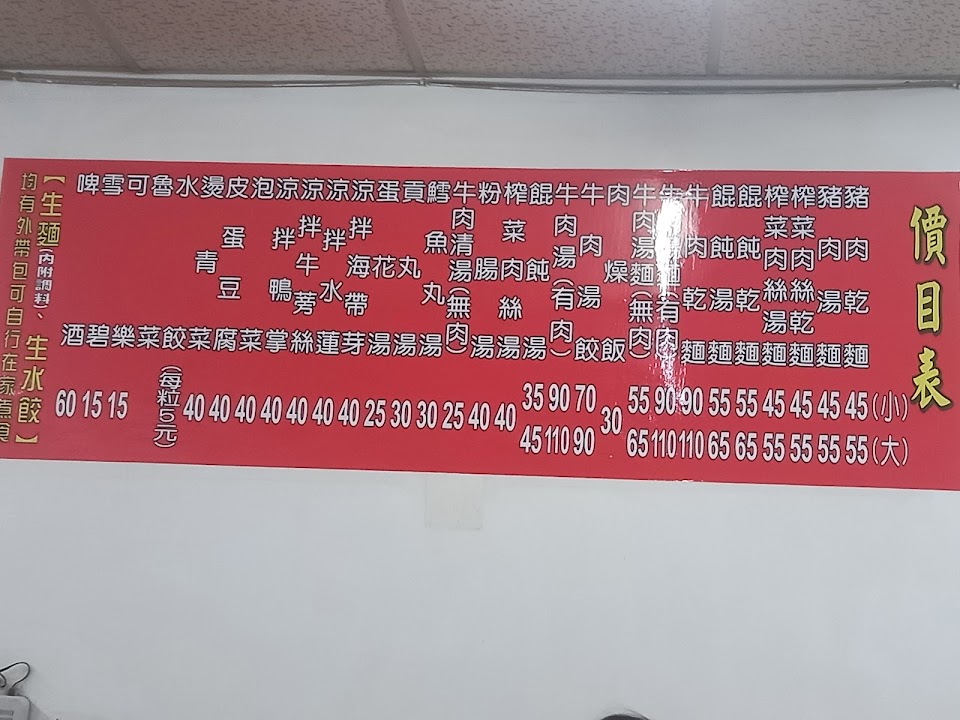 價目表
(小)
(大)
豬肉乾麵 45 55
豬肉湯麵 45 55
榨菜肉絲乾麵 45 55
榨菜肉絲湯麵 45 55
餛飩乾麵 55 65
餛飩湯麵 55 65
牛肉乾麵 90 110
牛肉湯麵(有肉) 90 110
牛肉湯麵(無肉) 55 65
肉燥飯 30
牛肉湯餃 70 90
牛肉湯(有肉) 90 110
餛飩湯 35 45
榨菜肉絲湯 40
粉腸湯 40
牛肉清湯(無肉) 25
鱈魚丸湯 30
貢丸湯 30
蛋花湯 25
涼拌海帶芽 40
涼拌水蓮 40
涼拌牛蒡絲 40
涼拌鴨掌 40
泡菜 40
皮蛋豆腐 40
燙青菜 40
水餃 (每粒 元)
魯菜
可樂 15
雪碧 15
啤酒 60
【生麵內附調料、生水餃】
均有外帶包可自行在家煮食